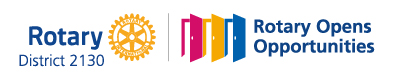 Rotary
District 2130
Rotary Opens
Opportunities